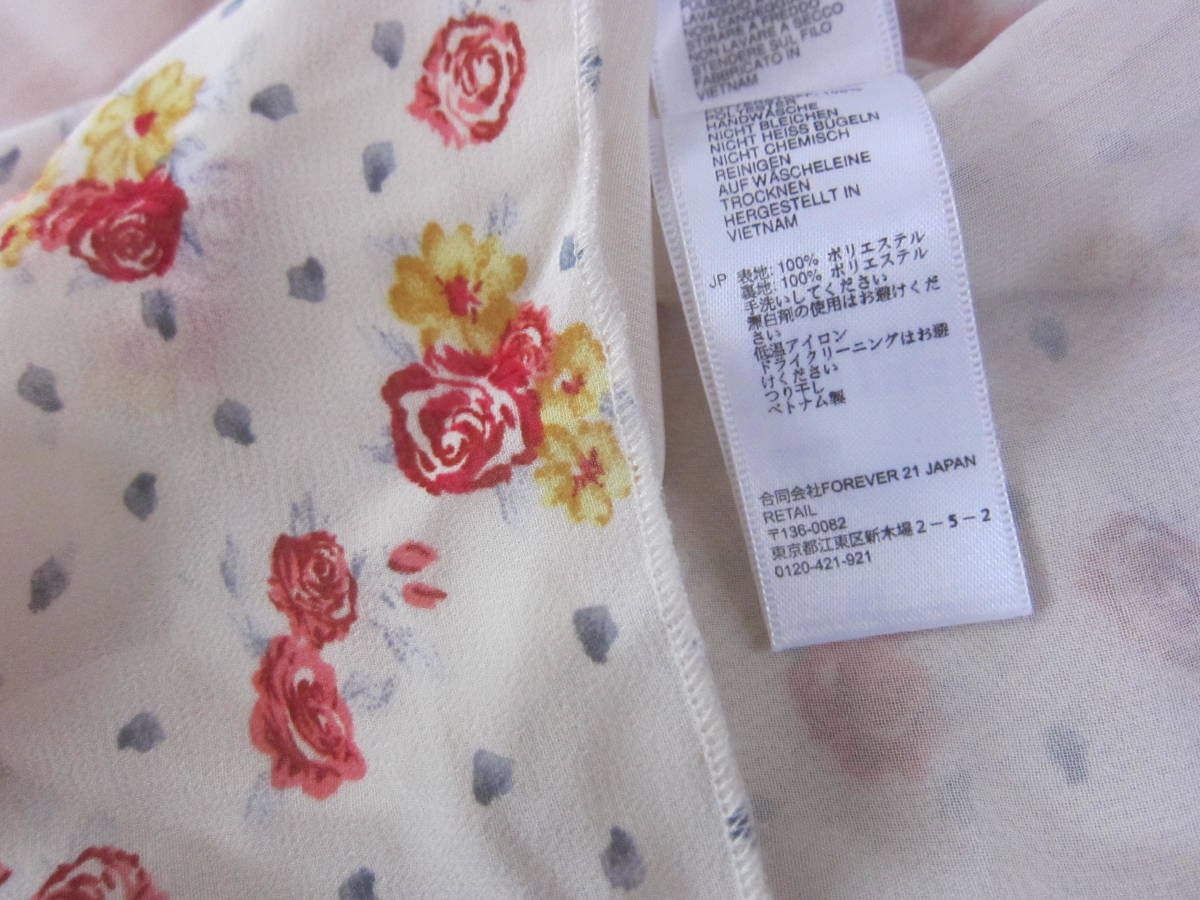 LAVAGGIO A SECCO
NON CANDEGGIO
STIRARE A FREDDO
NON LAVARE A SECCO
STENDERE SUL FILO
FABBRICATO IN
VIETNAM
POLYESTER
HANDWÄSCHE
NICHT BLEICHEN
NICHT HEISS BÜGELN
NICHT CHEMISCH
REINIGEN
AUF WÄSCHELEINE
TROCKNEN
HERGESTELLT IN
VIETNAM
JP 表地: 100% ポリエステル
裏地: 100% ポリエステル
手洗いしてください
漂白剤の使用はお避けくだ
さい
低温アイロン
ドライクリーニングはお避
けください
つり干し
ベトナム製
合同会社FOREVER 21 JAPAN
RETAIL
〒136-0082
東京都江東区新木場2-5-2
0120-421-921